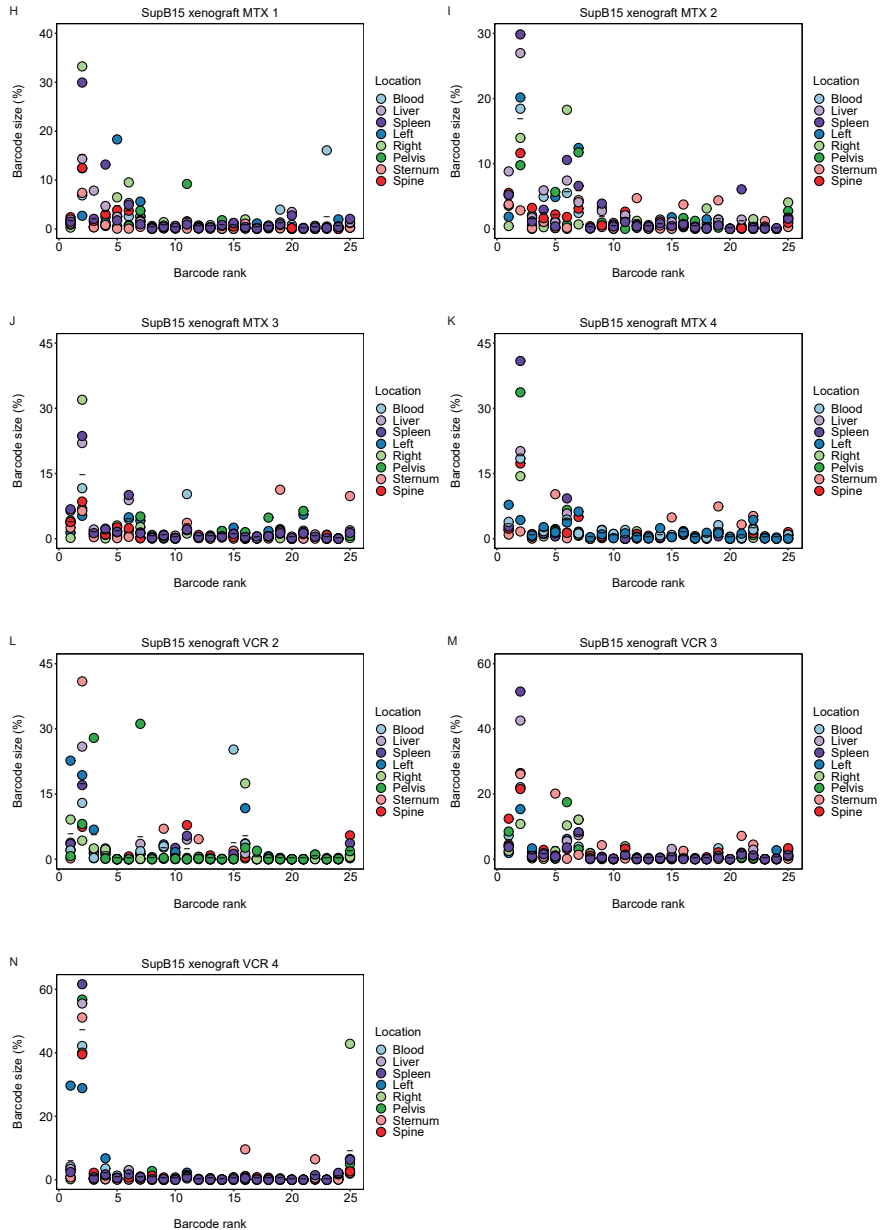 H
SupB15 xenograft MTX 1
Barcode size (%)
40
30
20
10
0
0 5 10 15 20 25
Barcode rank
Location
Blood
Liver
Spleen
Left
Right
Pelvis
Sternum
Spine
I
SupB15 xenograft MTX 2
Barcode size (%)
30
20
10
0
0 5 10 15 20 25
Barcode rank
Location
Blood
Liver
Spleen
Left
Right
Pelvis
Sternum
Spine
J
SupB15 xenograft MTX 3
Barcode size (%)
45
30
15
0
0 5 10 15 20 25
Barcode rank
Location
Blood
Liver
Spleen
Left
Right
Pelvis
Sternum
Spine
K
SupB15 xenograft MTX 4
Barcode size (%)
45
30
15
0
0 5 10 15 20 25
Barcode rank
Location
Blood
Liver
Spleen
Left
Right
Pelvis
Sternum
Spine
L
SupB15 xenograft VCR 2
Barcode size (%)
45
30
15
0
0 5 10 15 20 25
Barcode rank
Location
Blood
Liver
Spleen
Left
Right
Pelvis
Sternum
Spine
M
SupB15 xenograft VCR 3
Barcode size (%)
60
40
20
0
0 5 10 15 20 25
Barcode rank
Location
Blood
Liver
Spleen
Left
Right
Pelvis
Sternum
Spine
N
SupB15 xenograft VCR 4
Barcode size (%)
60
40
20
0
0 5 10 15 20 25
Barcode rank
Location
Blood
Liver
Spleen
Left
Right
Pelvis
Sternum
Spine